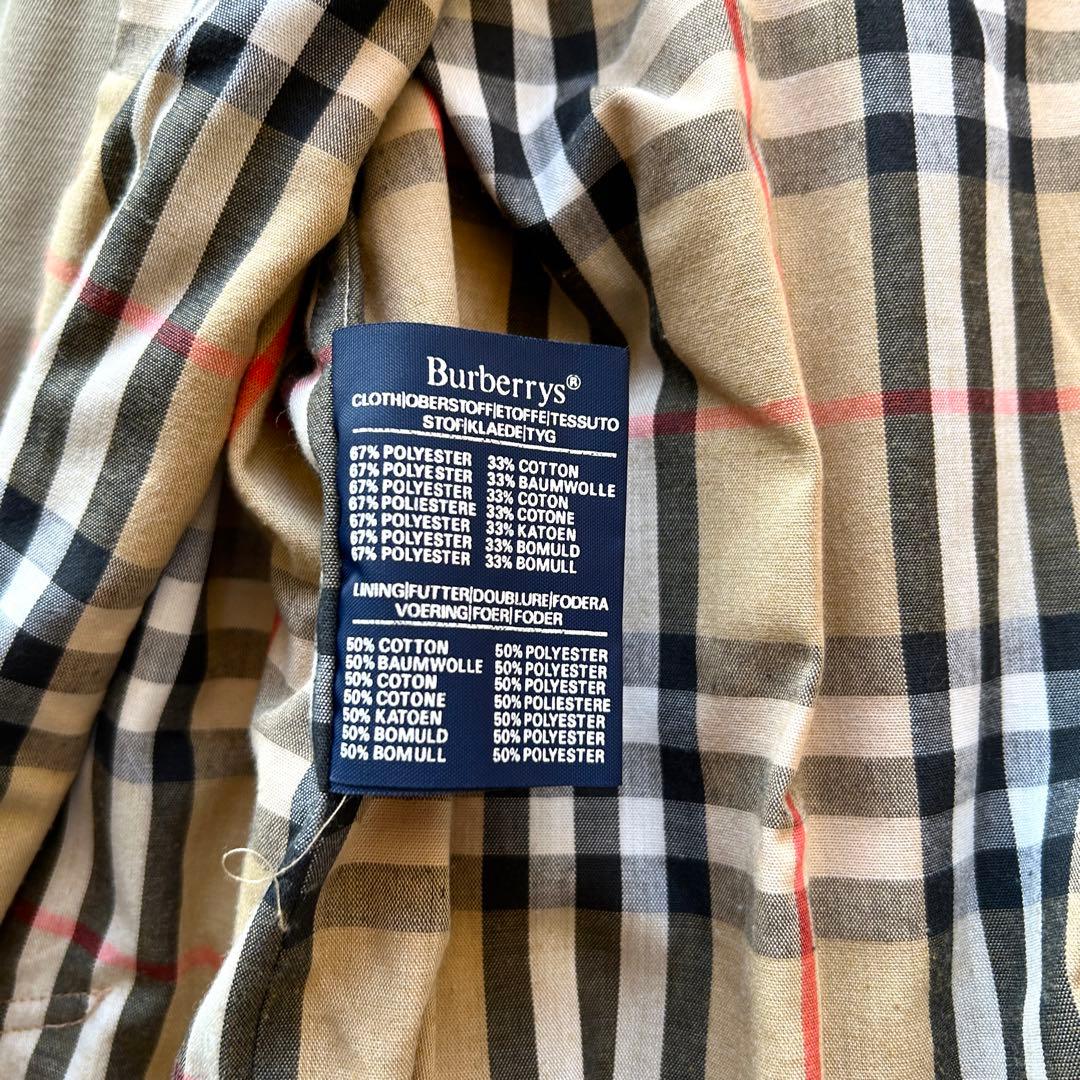 Burberrys®
CLOTH|OBERSTOFF|ETOFFE|TESSUTO
STOF|KLAEDE|TYG
67% POLYESTER 33% COTTON
67% POLYESTER 33% BAUMWOLLE
67% POLYESTER 33% COTON
67% POLIESTERE 33% COTONE
67% POLYESTER 33% KATOEN
67% POLYESTER 33% BOMULD
67% POLYESTER 33% BOMULL
LINING|FUTTER|DOUBLURE|FODERA
VOERING|FOER|FODER
50% COTTON 50% POLYESTER
50% BAUMWOLLE 50% POLYESTER
50% COTON 50% POLYESTER
50% COTONE 50% POLIESTERE
50% KATOEN 50% POLYESTER
50% BOMULD 50% POLYESTER
50% BOMULL 50% POLYESTER